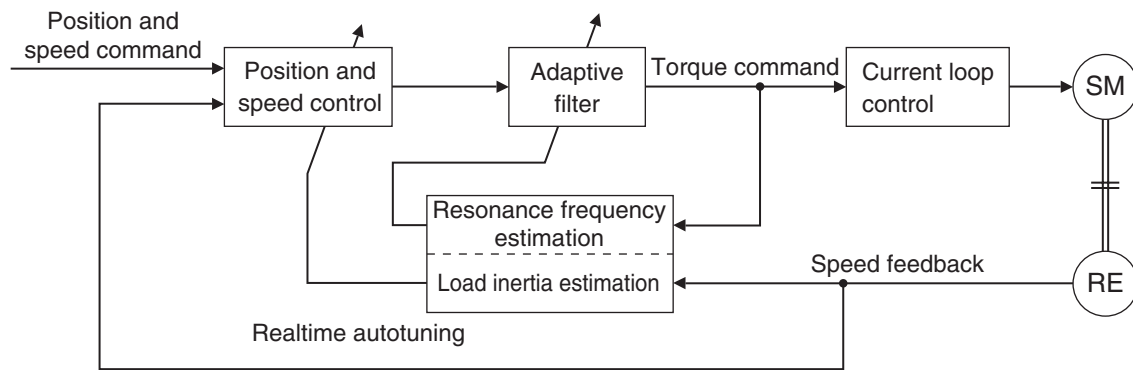 Position and
speed command
Position and
speed control
Adaptive
filter
Torque command
Current loop
control
SM
Resonance frequency
estimation
Load inertia estimation
Speed feedback
RE
Realtime autotuning